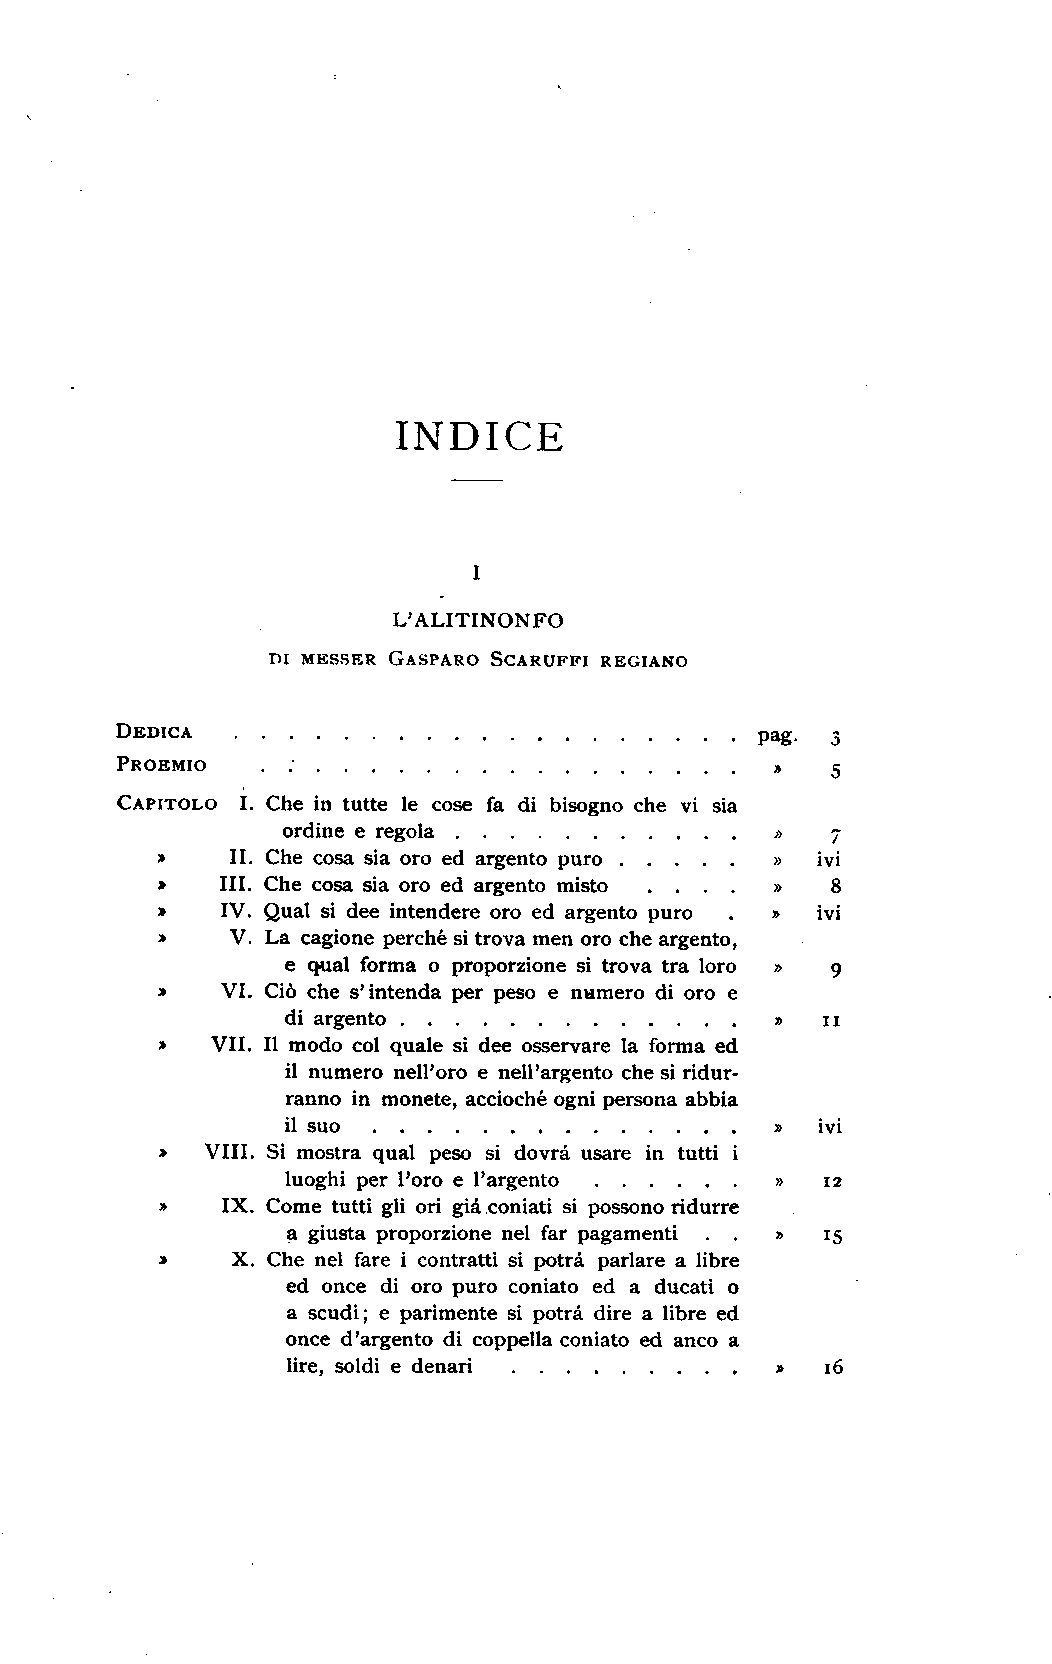 INDICE
I
L'ALITINONFO
DI MESSER GASPARO SCARUFFI REGIANO
DEDICA . . . . . . . . . . . . . . . . . . . pag. 3
PROEMIO . . . . . . . . . . . . . . . . . . » 5
CAPITOLO I. Che in tutte le cose fa di bisogno che vi sia
ordine e regola . . . . . . . . . . . » 7
» II. Che cosa sia oro ed argento puro . . . . . » ivi
» III. Che cosa sia oro ed argento misto . . . . » 8
» IV. Qual si dee intendere oro ed argento puro . » ivi
» V. La cagione perché si trova men oro che argento,
e qual forma o proporzione si trova tra loro » 9
» VI. Ciò che s'intenda per peso e numero di oro e
di argento . . . . . . . . . . . . . » 11
» VII. Il modo col quale si dee osservare la forma ed
il numero nell'oro e nell'argento che si ridur-
ranno in monete, accioché ogni persona abbia
il suo . . . . . . . . . . . . . . » ivi
» VIII. Si mostra qual peso si dovrá usare in tutti i
luoghi per l'oro e l'argento . . . . . . » 12
» IX. Come tutti gli ori giá coniati si possono ridurre
a giusta proporzione nel far pagamenti . . » 15
» X. Che nel fare i contratti si potrá parlare a libre
ed once di oro puro coniato ed a ducati o
a scudi; e parimente si potrá dire a libre ed
once d'argento di coppella coniato ed anco a
lire, soldi e denari . . . . . . . . . » 16